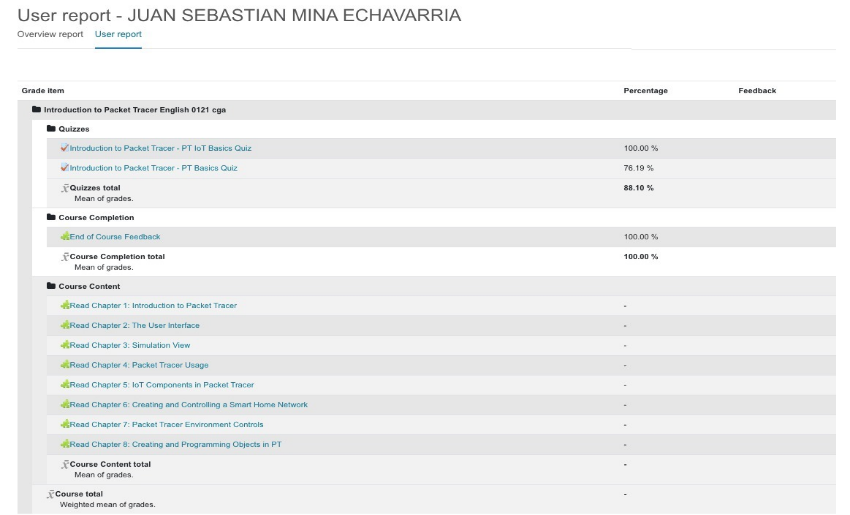 User report - JUAN SEBASTIAN MINA ECHAVARRIA
Overview report User report
Grade item Percentage Feedback
Introduction to Packet Tracer English 0121 cga
Quizzes
Introduction to Packet Tracer - PT IoT Basics Quiz 100.00 %
Introduction to Packet Tracer - PT Basics Quiz 76.19 %
x̄ Quizzes total 88.10 %
Mean of grades.
Course Completion
End of Course Feedback 100.00 %
x̄ Course Completion total 100.00 %
Mean of grades.
Course Content
Read Chapter 1: Introduction to Packet Tracer -
Read Chapter 2: The User Interface -
Read Chapter 3: Simulation View -
Read Chapter 4: Packet Tracer Usage -
Read Chapter 5: IoT Components in Packet Tracer -
Read Chapter 6: Creating and Controlling a Smart Home Network -
Read Chapter 7: Packet Tracer Environment Controls -
Read Chapter 8: Creating and Programming Objects in PT -
x̄ Course Content total -
Mean of grades.
x̄ Course total -
Weighted mean of grades.